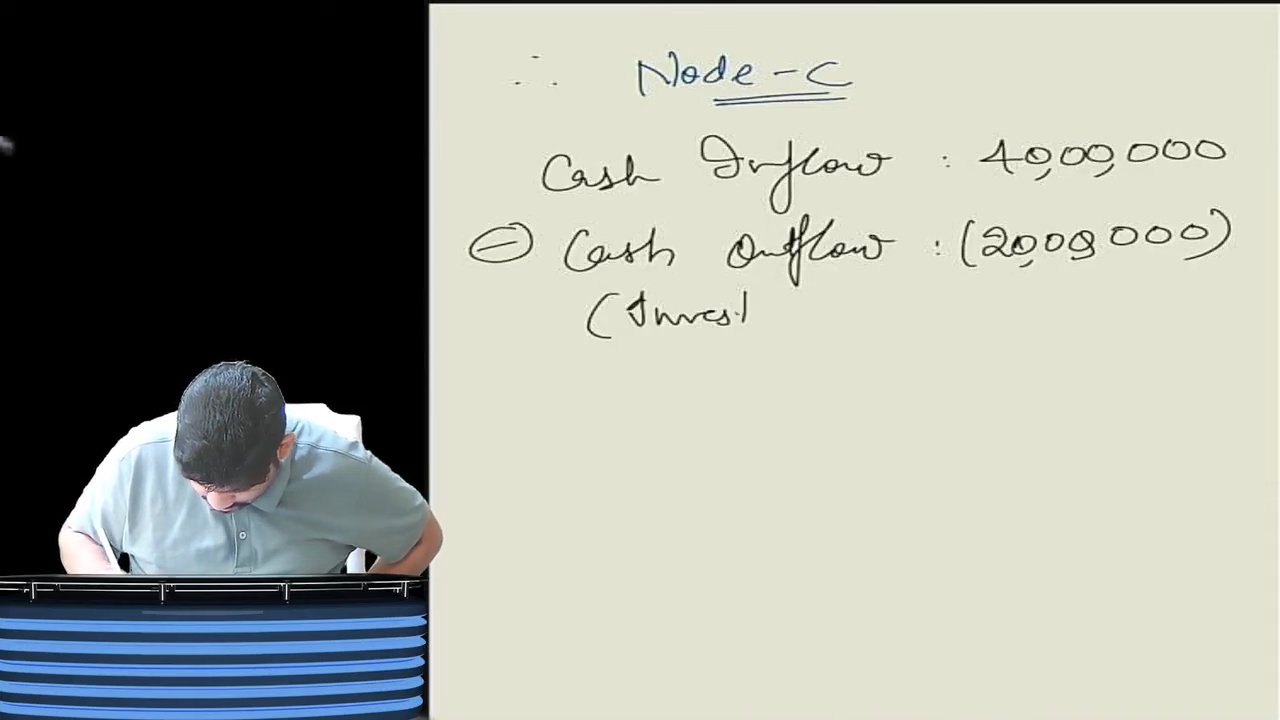 ∴ Node - C
Cash Inflow : 40,00,000
(-) Cash Outflow : (20,00,000)
(Invest